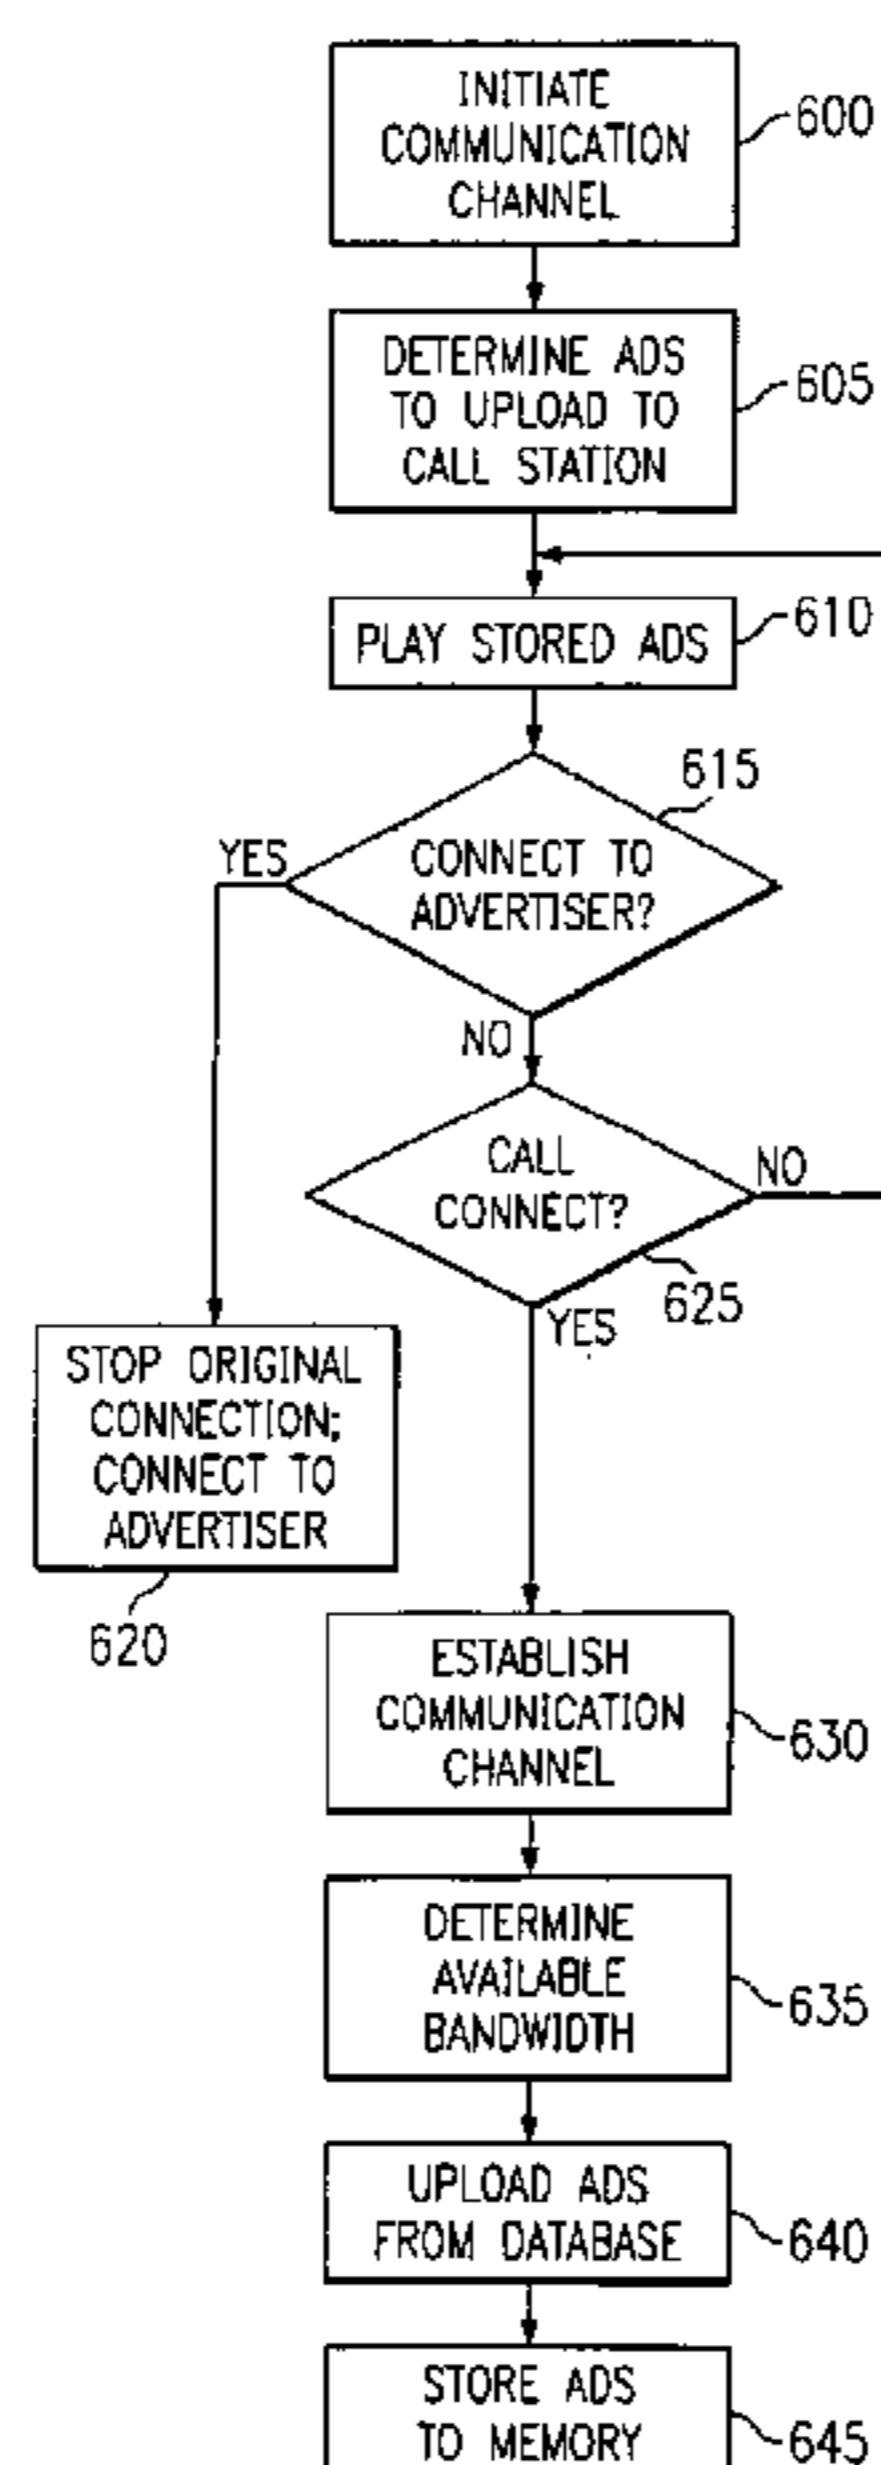 INITIATE
COMMUNICATION
CHANNEL
600
DETERMINE ADS
TO UPLOAD TO
CALL STATION
605
PLAY STORED ADS
610
615
CONNECT TO
ADVERTISER?
YES
NO
CALL
CONNECT?
NO
625
YES
STOP ORIGINAL
CONNECTION;
CONNECT TO
ADVERTISER
620
ESTABLISH
COMMUNICATION
CHANNEL
630
DETERMINE
AVAILABLE
BANDWIDTH
635
UPLOAD ADS
FROM DATABASE
640
STORE ADS
TO MEMORY
645